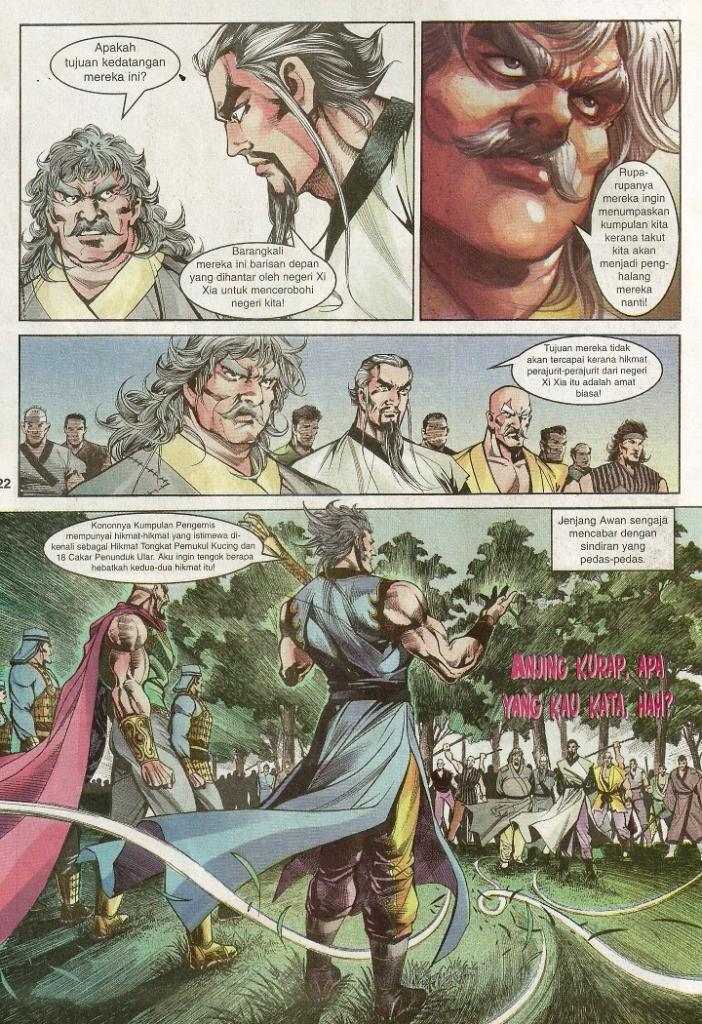 Apakah
tujuan kedatangan
mereka ini?
Barangkali
mereka ini barisan depan
yang dihantar oleh negeri Xi
Xia untuk mencerobohi
negeri kita!
Rupa-
rupanya
mereka ingin
menumpaskan
kumpulan kita
kerana takut
kita akan
menjadi peng-
halang
mereka
nanti!
Tujuan mereka tidak
akan tercapai kerana hikmat
perajurit-perajurit dari negeri
Xi Xia itu adalah amat
biasa!
22
Kononnya Kumpulan Pengemis
mempunyai hikmat-hikmat yang istimewa di-
kenali sebagai Hikmat Tongkat Pemukul Kucing dan
18 Cakar Penunduk Ular. Aku ingin tengok berapa
hebatkah kedua-dua hikmat itu!
Jenjang Awan sengaja
mencabar dengan
sindiran yang
pedas-pedas.
ANJING KURAP, APA
YANG KAU KATA, HAH?